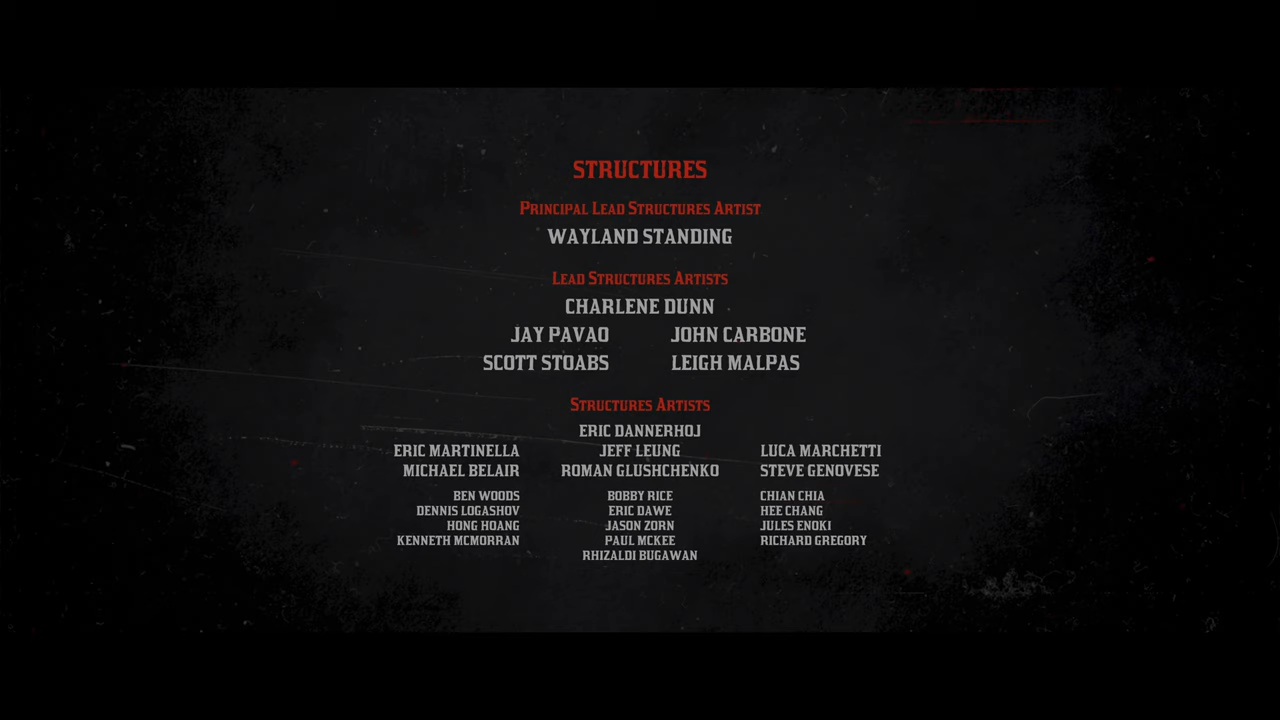 STRUCTURES
PRINCIPAL LEAD STRUCTURES ARTIST
WAYLAND STANDING
LEAD STRUCTURES ARTISTS
CHARLENE DUNN
JAY PAVAO JOHN CARBONE
SCOTT STOABS LEIGH MALPAS
STRUCTURES ARTISTS
ERIC DANNERHOJ
ERIC MARTINELLA JEFF LEUNG LUCA MARCHETTI
MICHAEL BELAIR ROMAN GLUSHCHENKO STEVE GENOVESE
BEN WOODS BOBBY RICE CHIAN CHIA
DENNIS LOGASHOV ERIC DAWE HEE CHANG
HONG HOANG JASON ZORN JULES ENOKI
KENNETH MCMORRAN PAUL MCKEE RICHARD GREGORY
RHIZALDI BUGAWAN